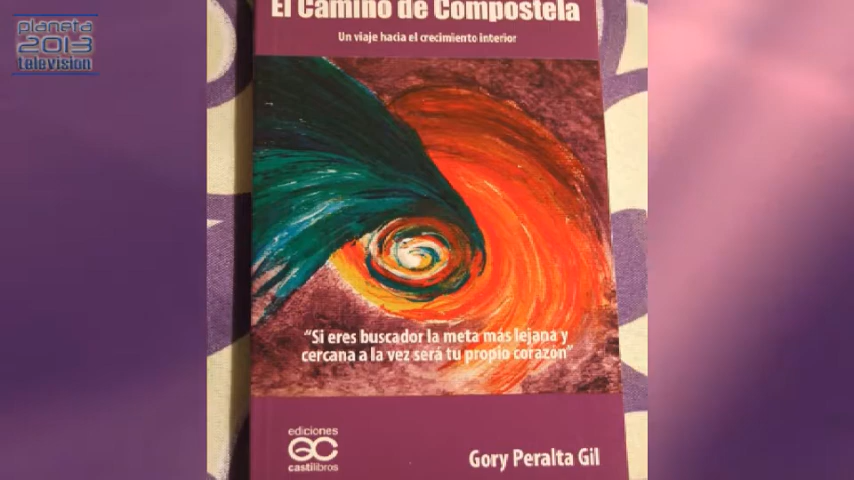 planeta
2013
televisión
El Camino de Compostela
Un viaje hacia el crecimiento interior
"Si eres buscador la meta más lejana y
cercana a la vez será tu propio corazón"
ediciones
castilibros
Gory Peralta Gil